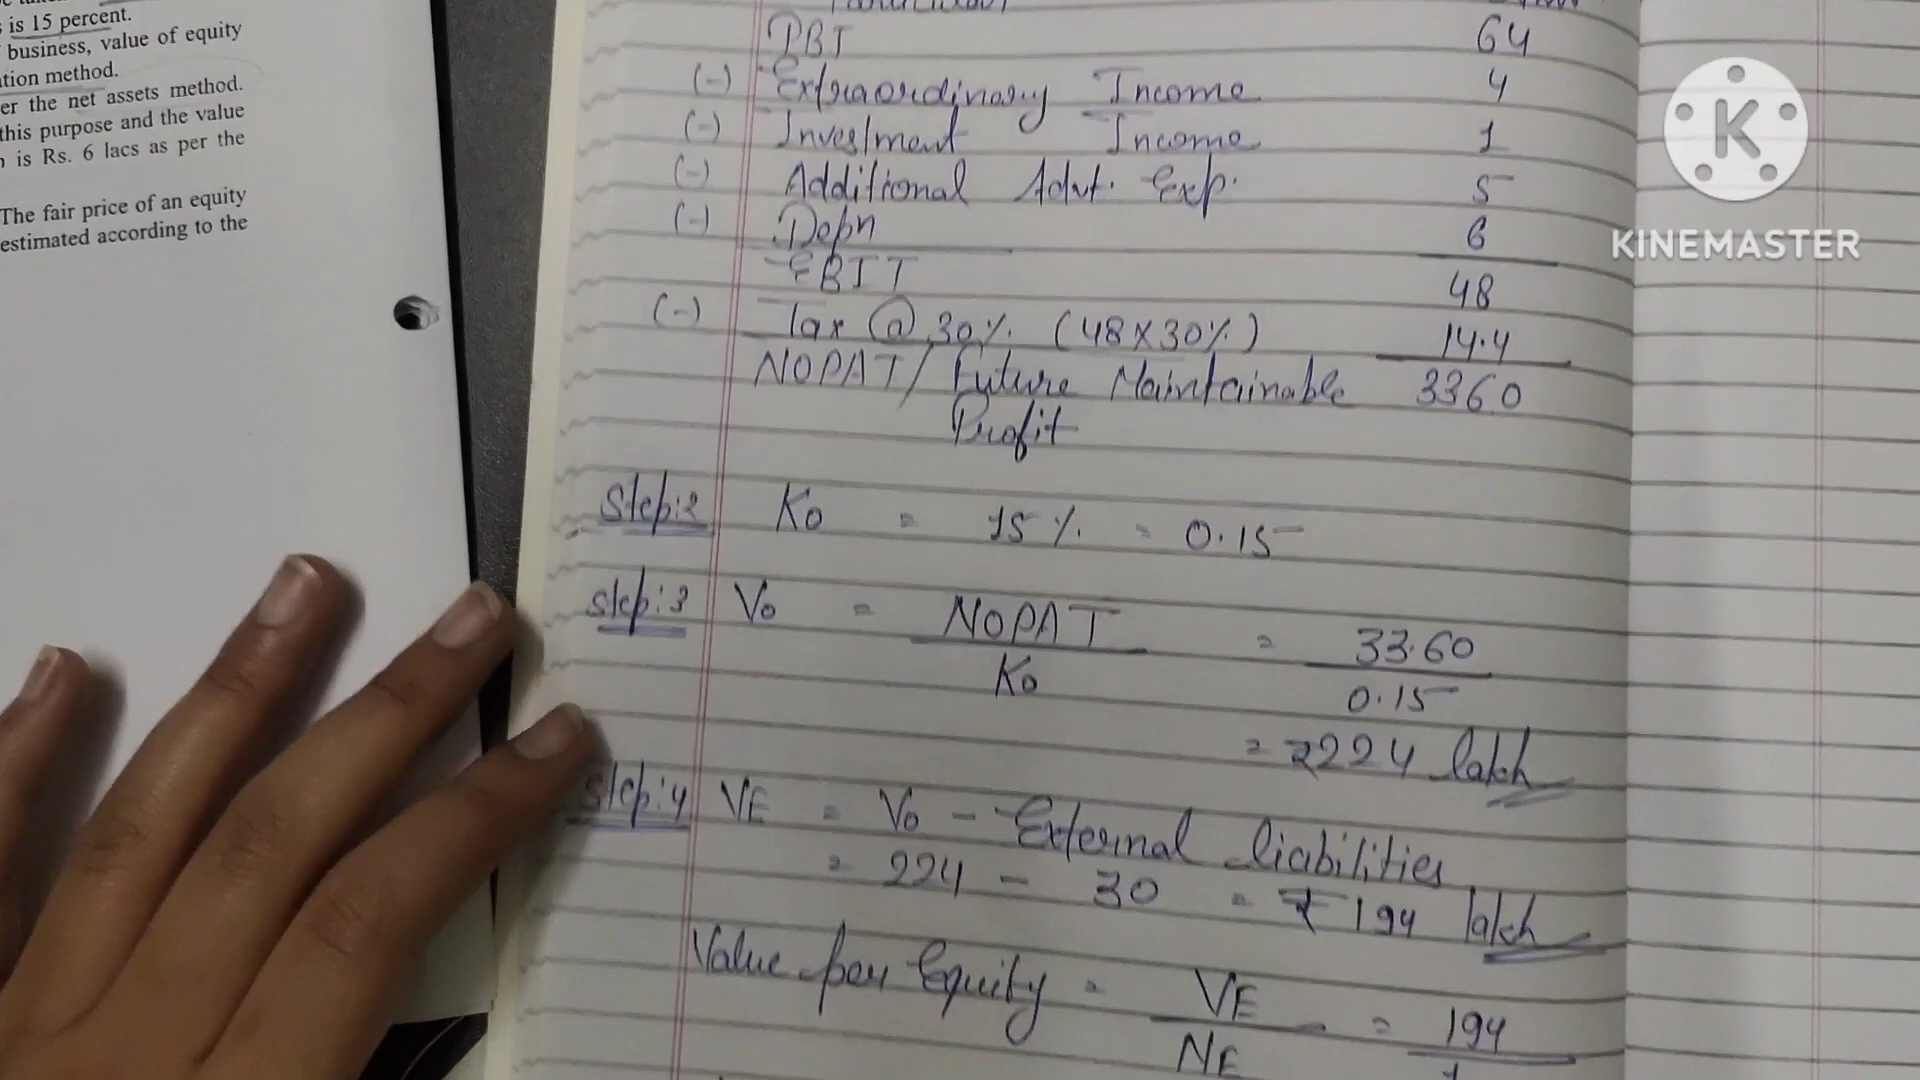 is 15 percent.
business, value of equity
tion method.
er the net assets method.
this purpose and the value
is Rs. 6 lacs as per the
The fair price of an equity
estimated according to the
PBT 64
(-) Extraordinary Income 4
(-) Investment Income 1
(-) Additional Advt. Exp. 5
(-) Depn 6
EBIT 48
(-) Tax @ 30% (48×30%) 14.4
NOPAT/Future Maintainable 3360
Profit
Step:2 Ko = 15% = 0.15
Step:3 Vo = NOPAT = 33.60
Ko 0.15
= ₹224 lakh
Step:4 VE = Vo - External liabilities
= 224 - 30 = ₹194 lakh
Value per Equity = VE = 194
NE
K
KINEMASTER